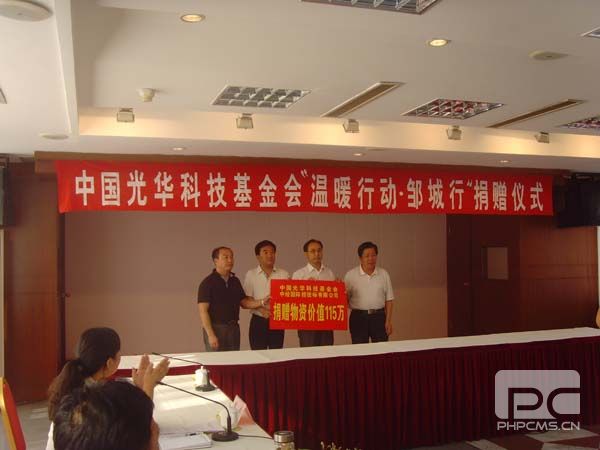 中国光华科技基金会“温暖行动·邹城行”捐赠仪式
中国光华科技基金会
捐赠物资价值115万
PC
PHPCMS.CN